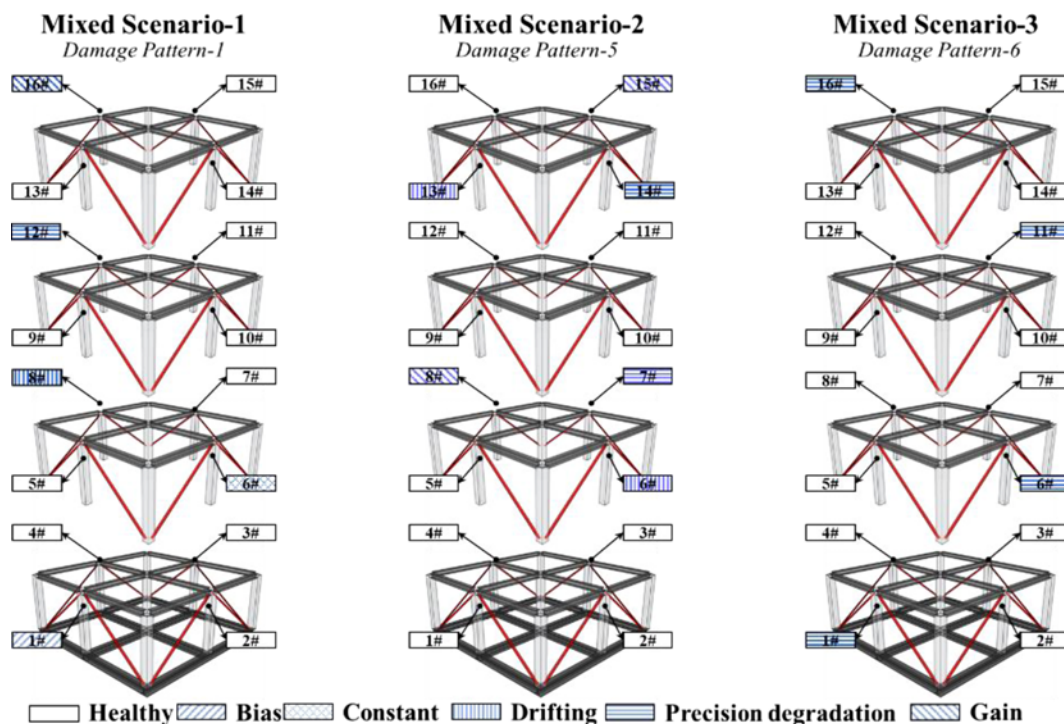 Mixed Scenario-1 Mixed Scenario-2 Mixed Scenario-3
Damage Pattern-1 Damage Pattern-5 Damage Pattern-6
16# 15# 16# 15# 16# 15#
13# 14# 13# 14# 13# 14#
12# 11# 12# 11# 12# 11#
9# 10# 9# 10# 9# 10#
8# 7# 8# 7# 8# 7#
5# 6# 5# 6# 5# 6#
4# 3# 4# 3# 4# 3#
1# 2# 1# 2# 1# 2#
Healthy Bias Constant Drifting Precision degradation Gain